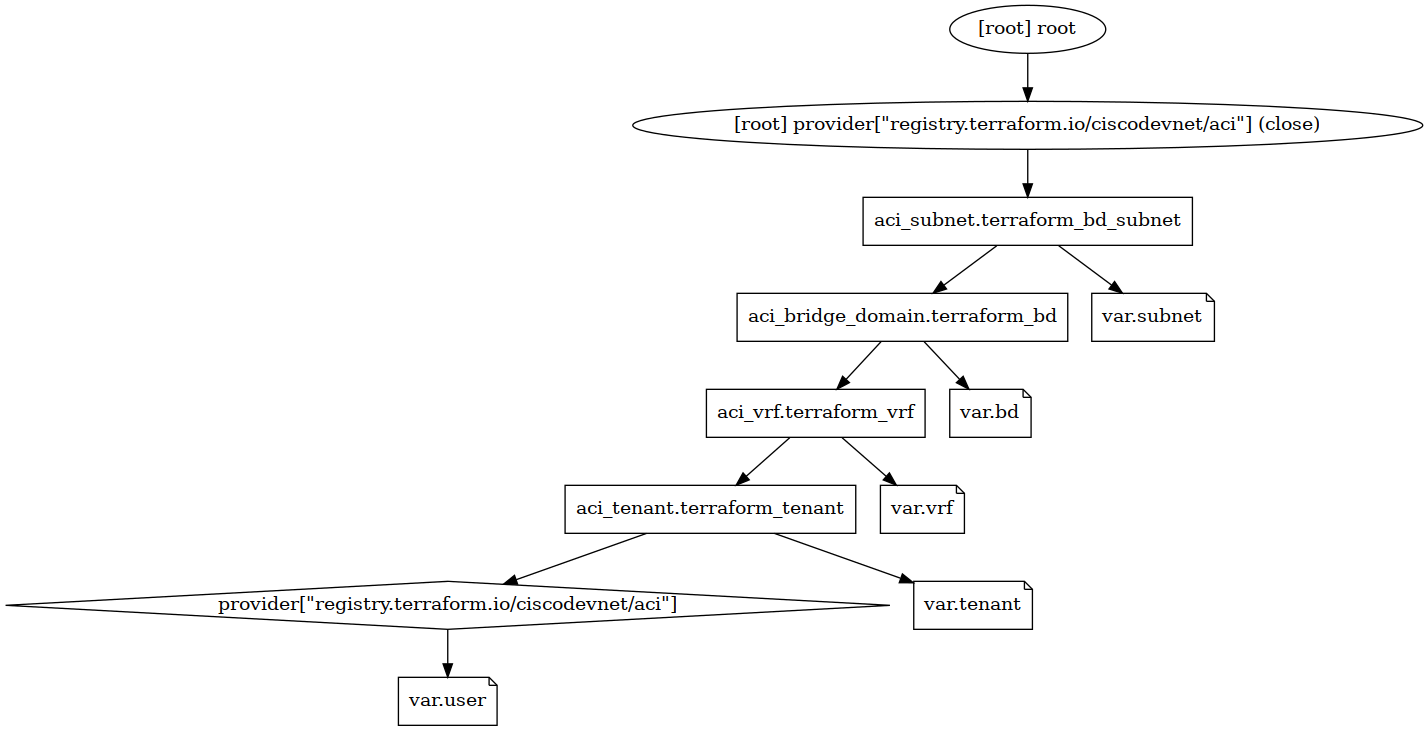 [root] root
[root] provider["registry.terraform.io/ciscodevnet/aci"] (close)
aci_subnet.terraform_bd_subnet
aci_bridge_domain.terraform_bd
var.subnet
aci_vrf.terraform_vrf
var.bd
aci_tenant.terraform_tenant
var.vrf
provider["registry.terraform.io/ciscodevnet/aci"]
var.tenant
var.user